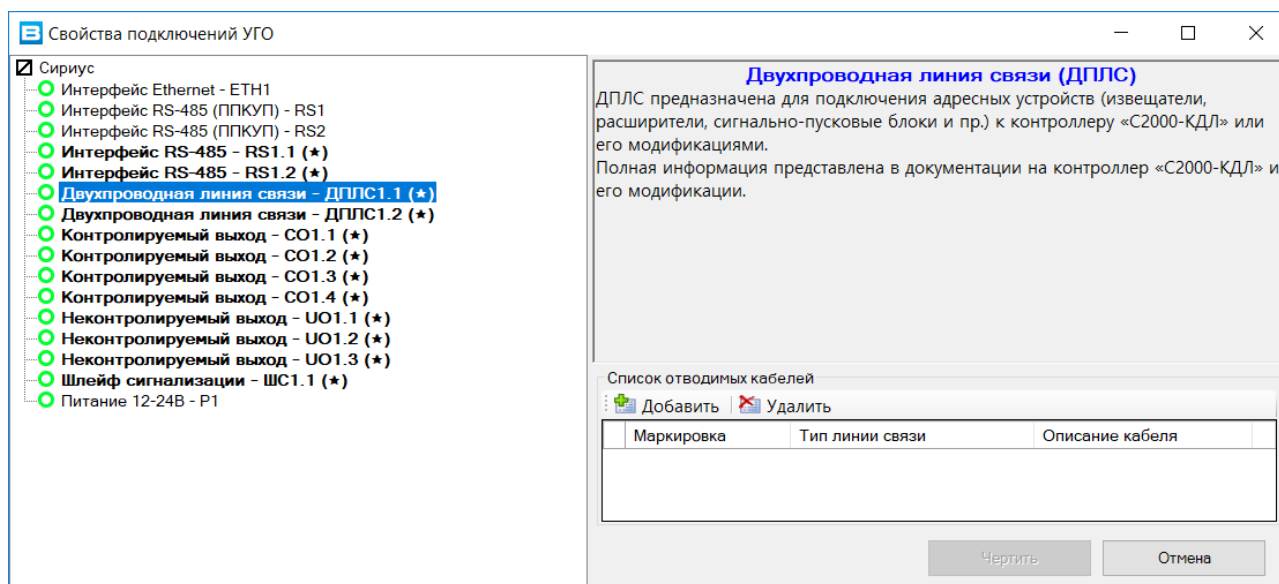 Свойства подключений УГО
Сириус
Интерфейс Ethernet - ETH1
Интерфейс RS-485 (ППКУП) - RS1
Интерфейс RS-485 (ППКУП) - RS2
Интерфейс RS-485 - RS1.1 (★)
Интерфейс RS-485 - RS1.2 (★)
Двухпроводная линия связи - ДПЛС1.1 (★)
Двухпроводная линия связи - ДПЛС1.2 (★)
Контролируемый выход - CO1.1 (★)
Контролируемый выход - CO1.2 (★)
Контролируемый выход - CO1.3 (★)
Контролируемый выход - CO1.4 (★)
Неконтролируемый выход - UO1.1 (★)
Неконтролируемый выход - UO1.2 (★)
Неконтролируемый выход - UO1.3 (★)
Шлейф сигнализации - ШС1.1 (★)
Питание 12-24В - P1
Двухпроводная линия связи (ДПЛС)
ДПЛС предназначена для подключения адресных устройств (извещатели,
расширители, сигнально-пусковые блоки и пр.) к контроллеру «С2000-КДЛ» или
его модификациями.
Полная информация представлена в документации на контроллер «С2000-КДЛ» и
его модификации.
Список отводимых кабелей
Добавить Удалить
Маркировка Тип линии связи Описание кабеля
Чертить Отмена